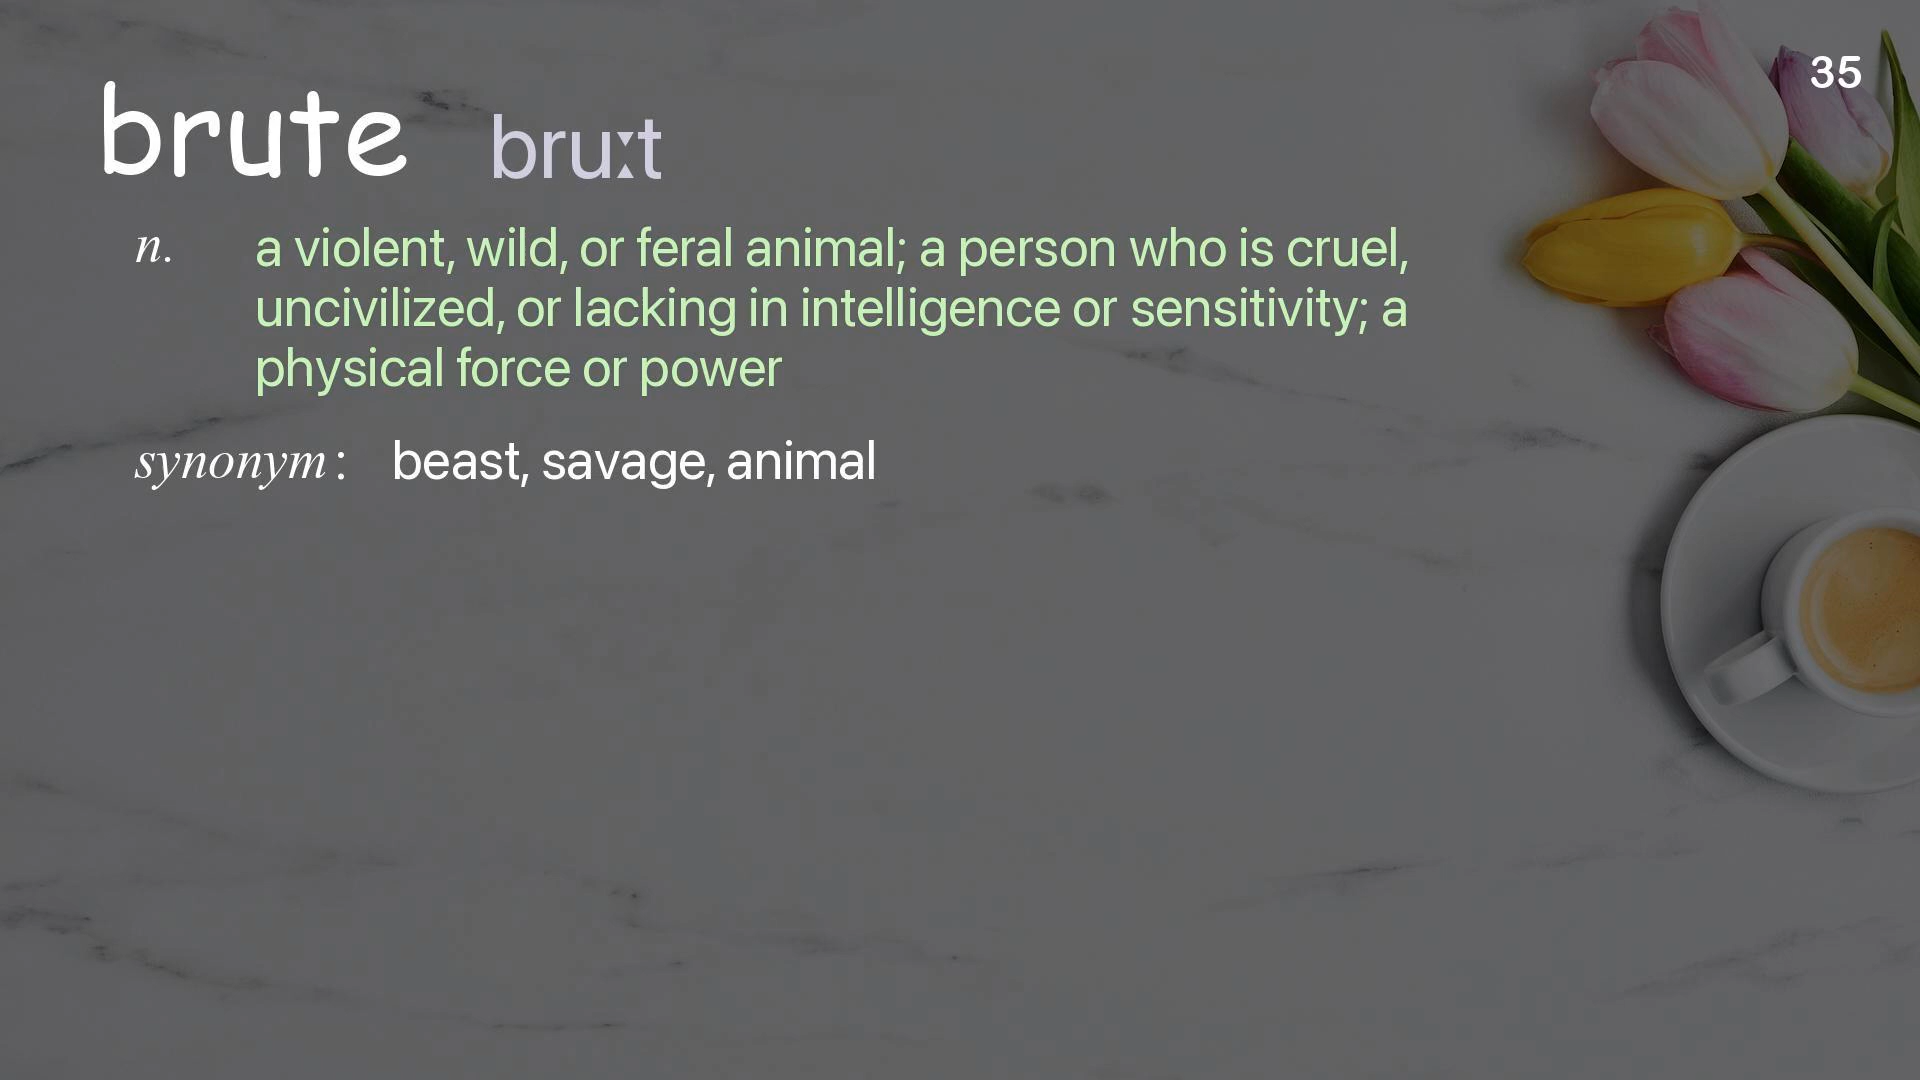 35
brute bruːt
n. a violent, wild, or feral animal; a person who is cruel,
uncivilized, or lacking in intelligence or sensitivity; a
physical force or power
synonym: beast, savage, animal